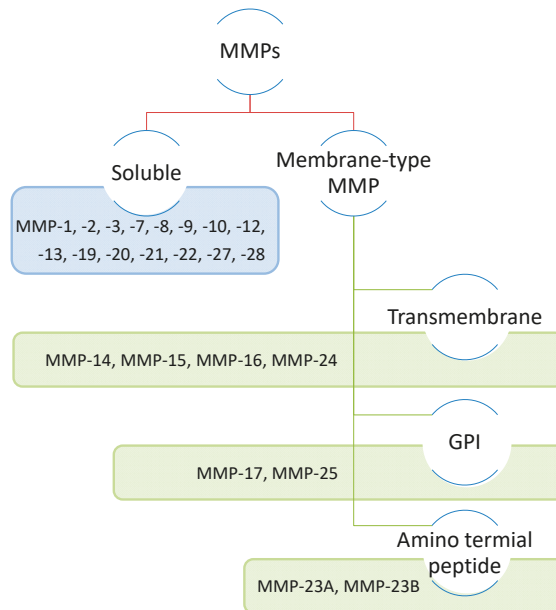 MMPs
Soluble
MMP-1, -2, -3, -7, -8, -9, -10, -12,
-13, -19, -20, -21, -22, -27, -28
Membrane-type
MMP
Transmembrane
MMP-14, MMP-15, MMP-16, MMP-24
GPI
MMP-17, MMP-25
Amino termial
peptide
MMP-23A, MMP-23B